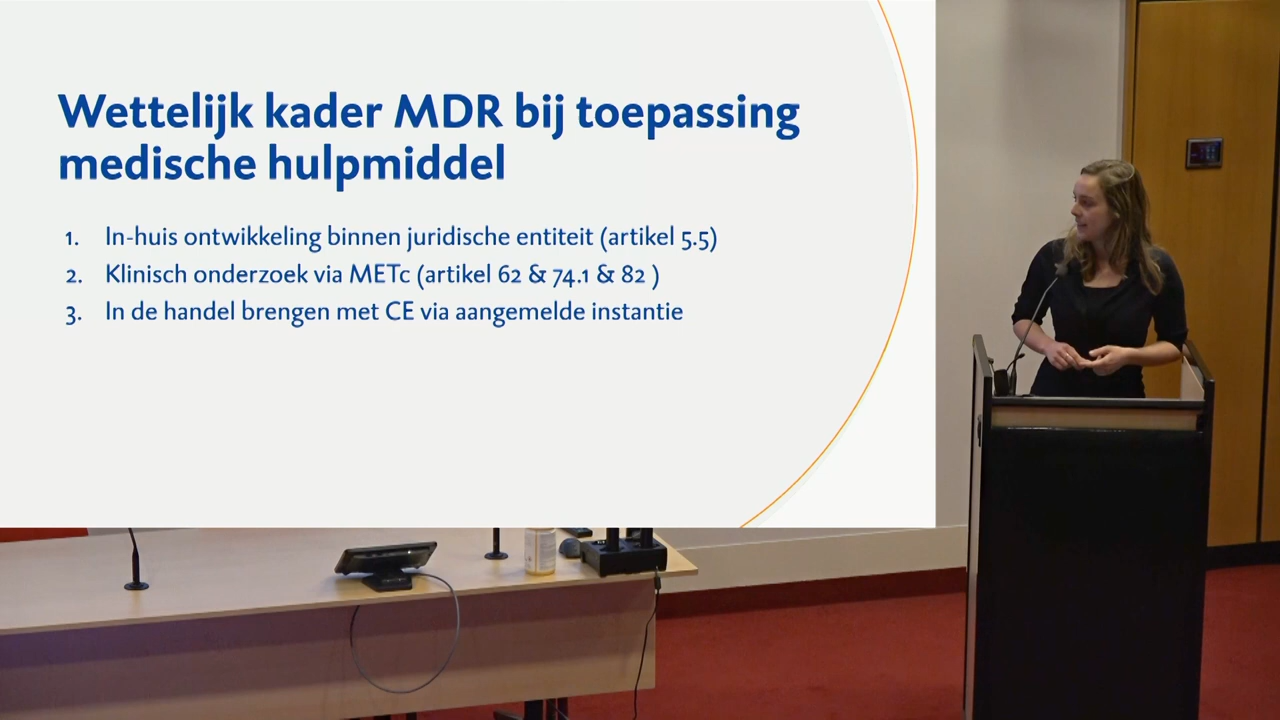 Wettelijk kader MDR bij toepassing
medische hulpmiddel
1. In-huis ontwikkeling binnen juridische entiteit (artikel 5.5)
2. Klinisch onderzoek via METc (artikel 62 & 74.1 & 82 )
3. In de handel brengen met CE via aangemelde instantie